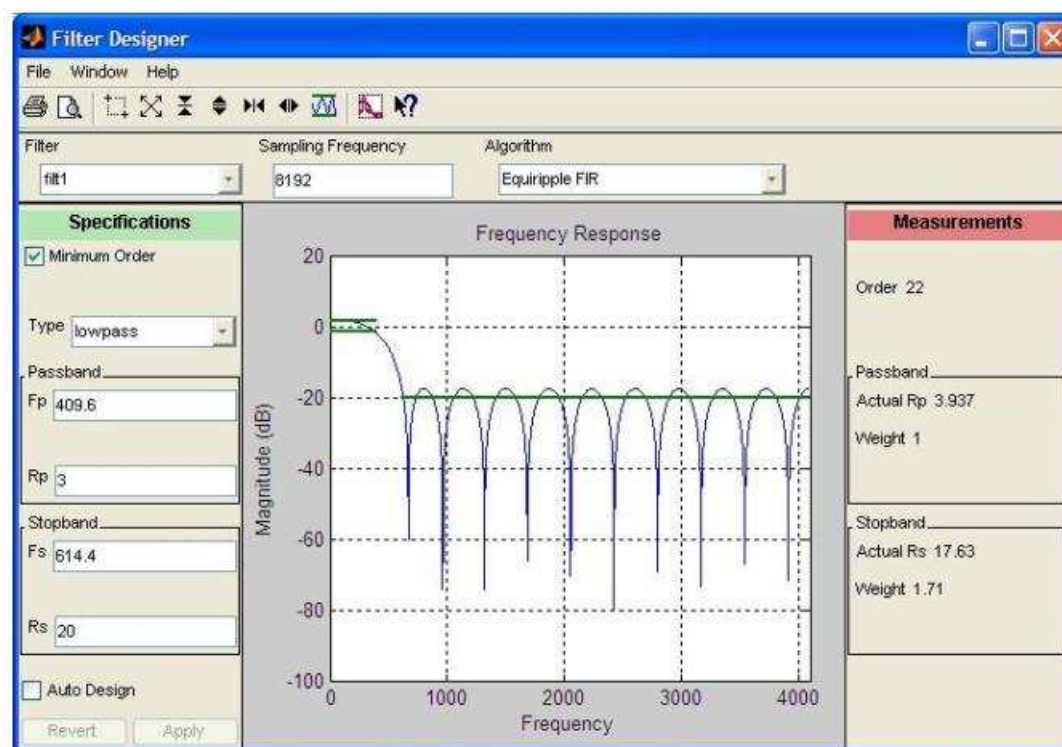 Filter Designer
File Window Help
Filter
Sampling Frequency
Algorithm
filt1
8192
Equiripple FIR
Specifications
Minimum Order
Type lowpass
Passband
Fp 409.6
Rp 3
Stopband
Fs 614.4
Rs 20
Auto Design
Revert Apply
Frequency Response
Magnitude (dB)
20
0
-20
-40
-60
-80
-100
0 1000 2000 3000 4000
Frequency
Measurements
Order 22
Passband
Actual Rp 3.937
Weight 1
Stopband
Actual Rs 17.63
Weight 1.71